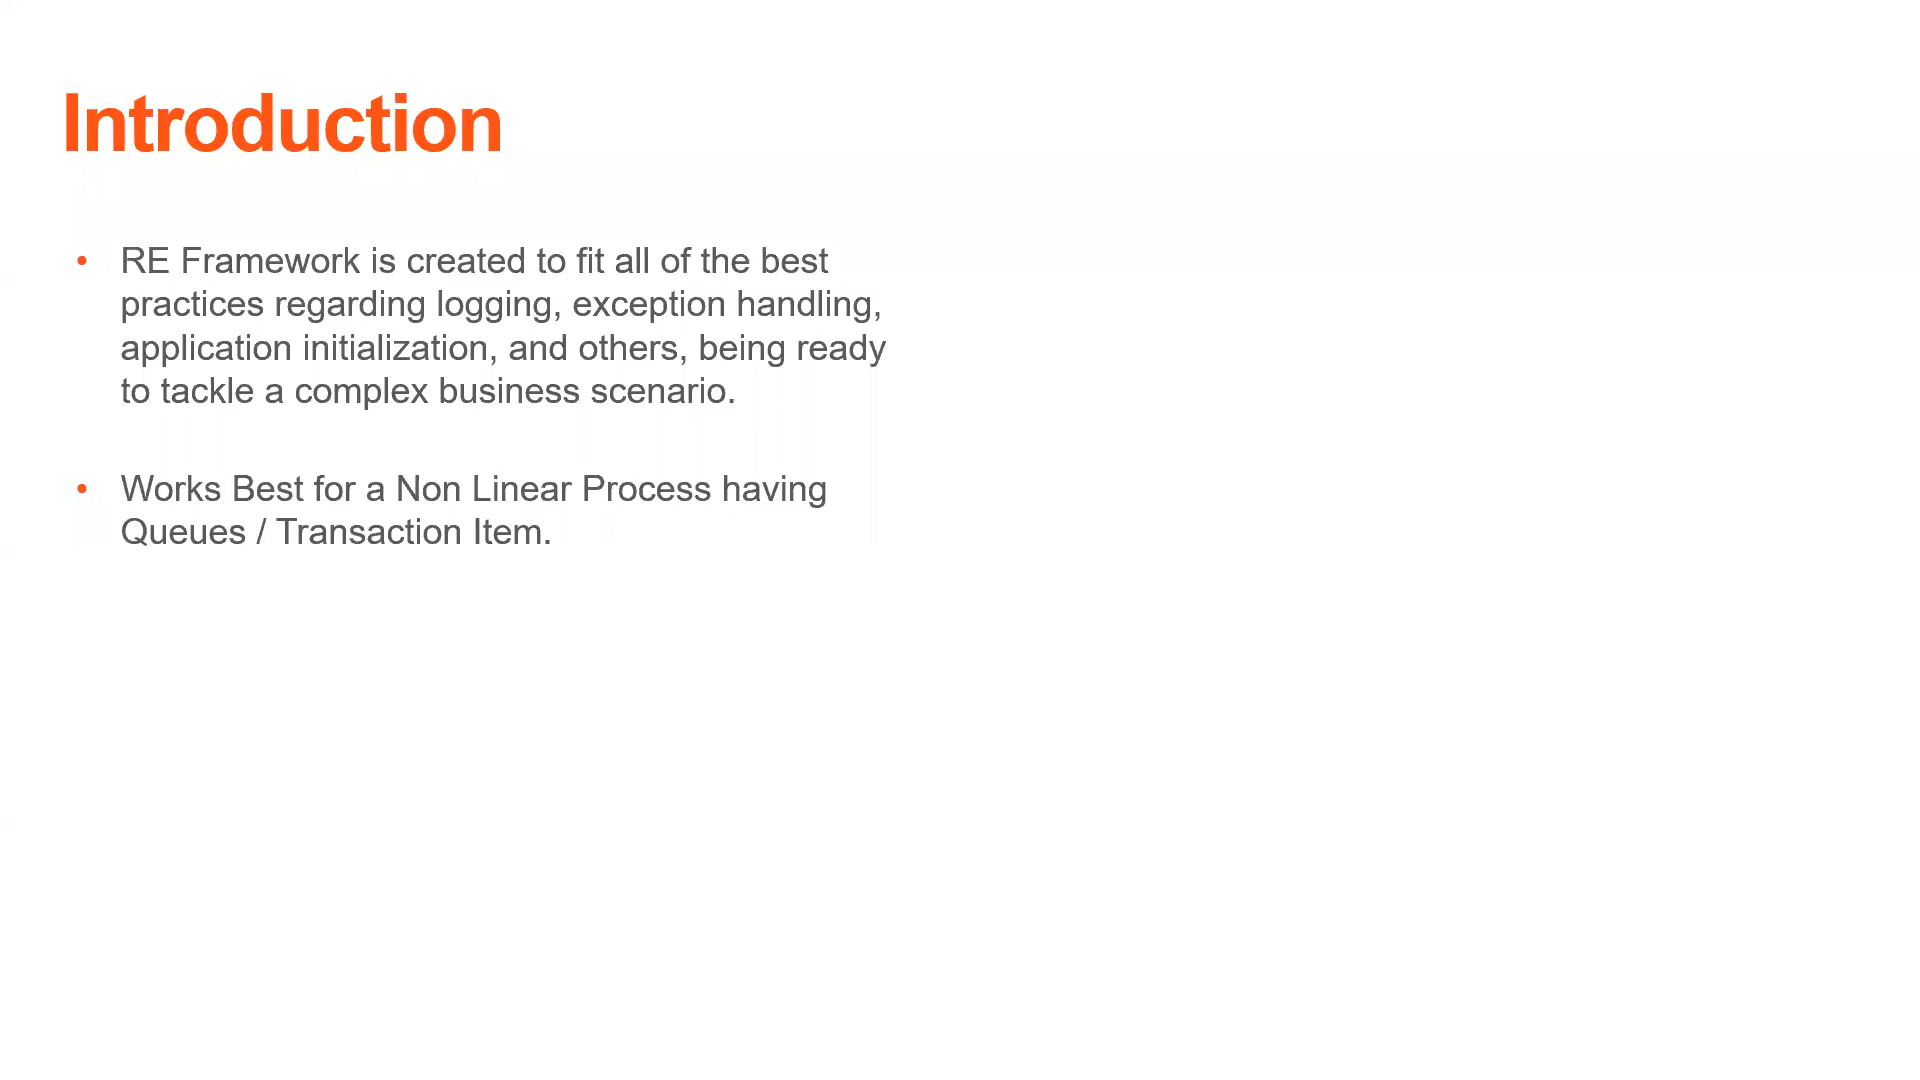 Introduction
• RE Framework is created to fit all of the best
practices regarding logging, exception handling,
application initialization, and others, being ready
to tackle a complex business scenario.
• Works Best for a Non Linear Process having
Queues / Transaction Item.